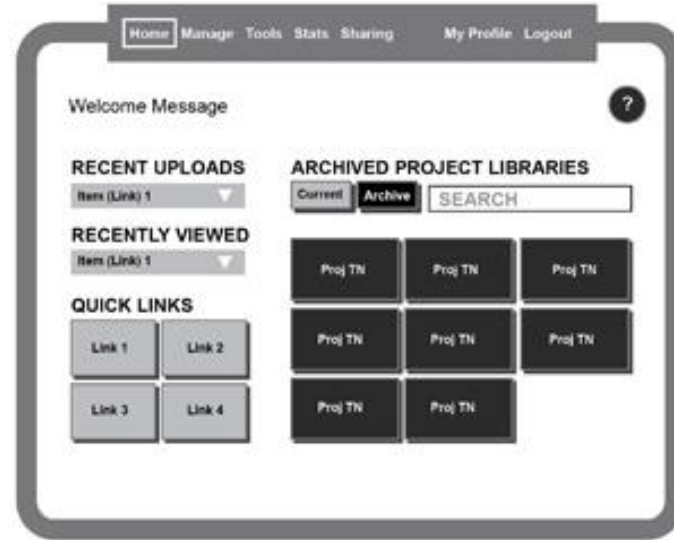 Home Manage Tools Stats Sharing My Profile Logout
Welcome Message
?
RECENT UPLOADS
Item (Link) 1
RECENTLY VIEWED
Item (Link) 1
QUICK LINKS
Link 1 Link 2
Link 3 Link 4
ARCHIVED PROJECT LIBRARIES
Current Archive SEARCH
Proj TN Proj TN Proj TN
Proj TN Proj TN Proj TN
Proj TN Proj TN